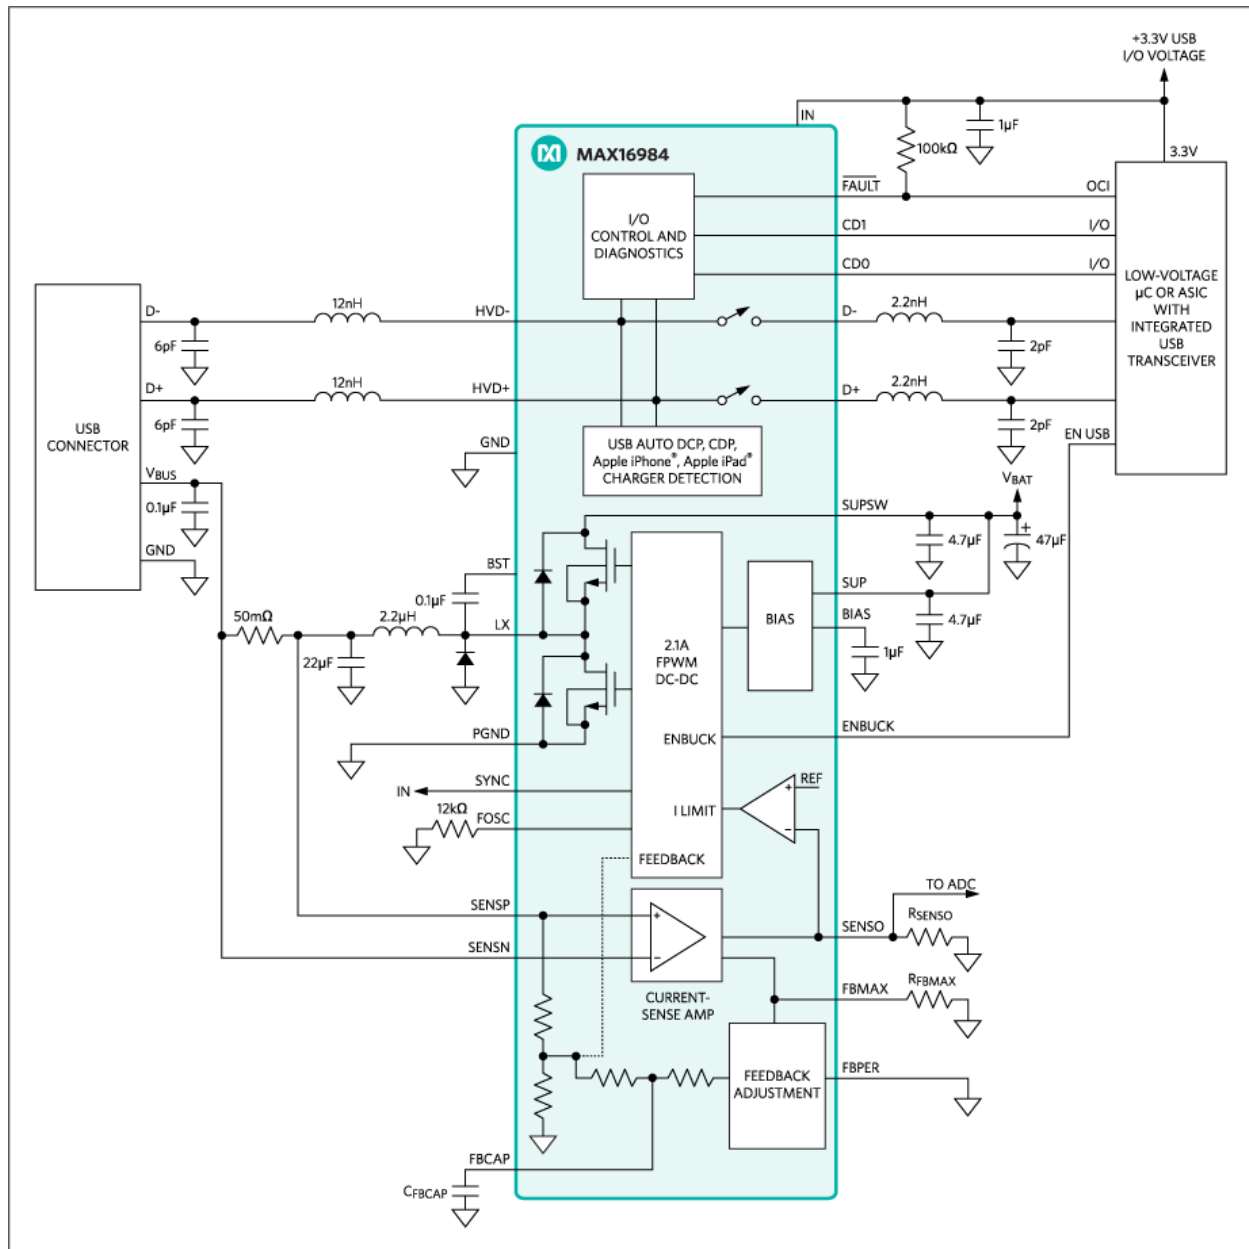 +3.3V USB
I/O VOLTAGE
IN
1µF
100kΩ
3.3V
MAX16984
FAULT
OCI
I/O
CONTROL AND
DIAGNOSTICS
CD1
I/O
CD0
I/O
LOW-VOLTAGE
µC OR ASIC
WITH
INTEGRATED
USB
TRANSCEIVER
12nH
2.2nH
D-
HVD-
D-
6pF
2pF
12nH
2.2nH
D+
HVD+
D+
6pF
2pF
USB
CONNECTOR
GND
USB AUTO DCP, CDP,
Apple iPhone®, Apple iPad®
CHARGER DETECTION
EN USB
VBUS
VBAT
0.1µF
SUPSW
+
4.7µF
47µF
GND
BST
0.1µF
SUP
BIAS
BIAS
4.7µF
50mΩ
2.2µH
LX
22µF
1µF
2.1A
FPWM
DC-DC
PGND
ENBUCK
ENBUCK
SYNC
IN
REF
+
I LIMIT
−
12kΩ
FOSC
FEEDBACK
TO ADC
SENSP
+
RSENSO
SENSO
SENSN
−
CURRENT-
SENSE AMP
FBMAX
RFBMAX
FEEDBACK
ADJUSTMENT
FBPER
FBCAP
CFBCAP